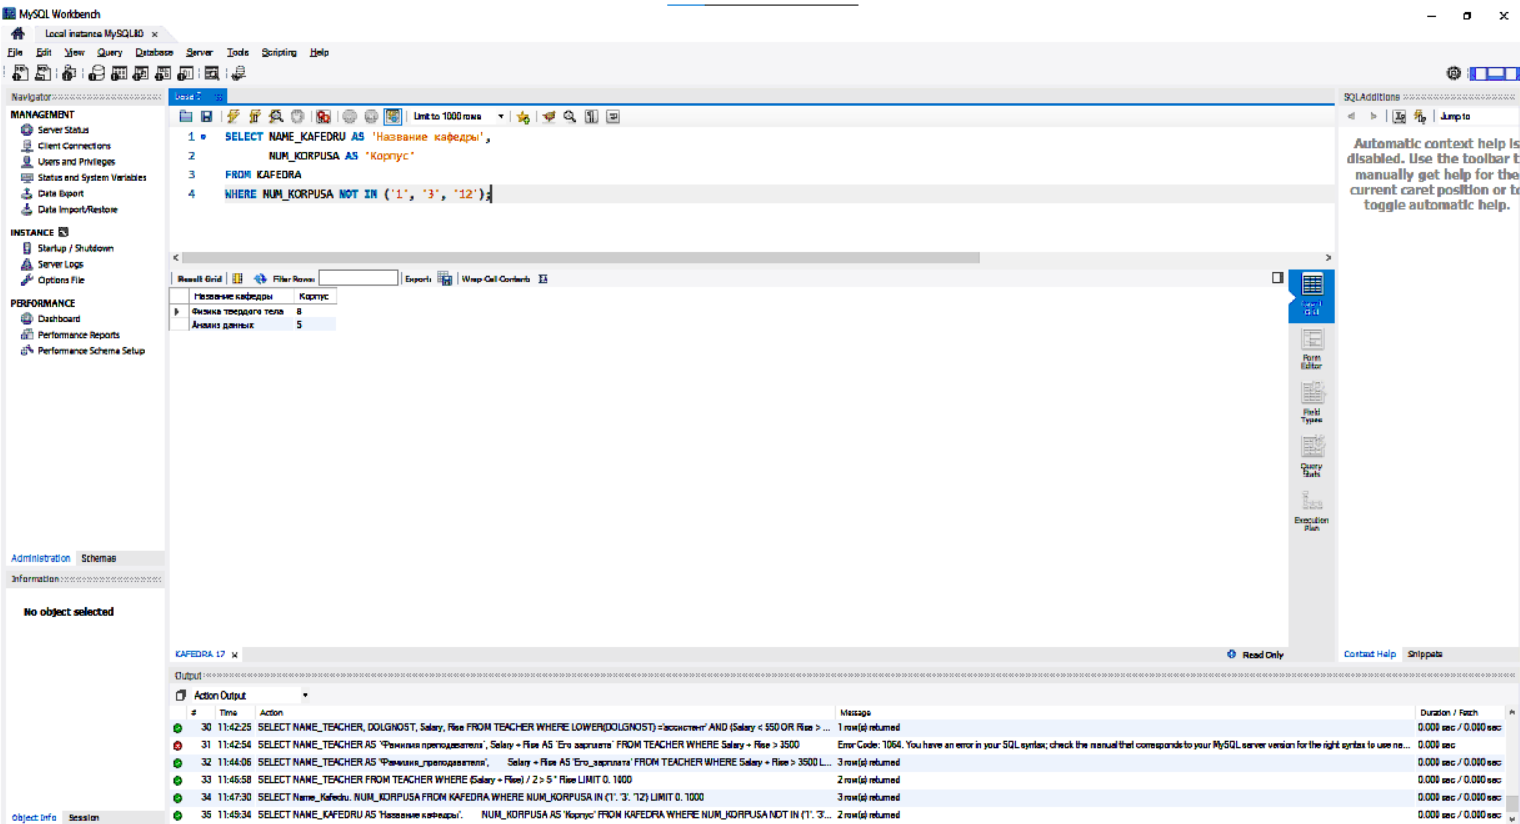 MySQL Workbench
Local instance MySQL80 ×
File Edit View Query Database Server Tools Scripting Help
Navigator
SQLAdditions
MANAGEMENT
Server Status
Client Connections
Users and Privileges
Status and System Variables
Data Export
Data Import/Restore
INSTANCE
Startup / Shutdown
Server Logs
Options File
PERFORMANCE
Dashboard
Performance Reports
Performance Schema Setup
Administration Schemas
Information
No object selected
Object Info Session
Limit to 1000 rows
1 SELECT NAME_KAFEDRU AS 'Название кафедры',
2 NUM_KORPUSA AS 'Корпус'
3 FROM KAFEDRA
4 WHERE NUM_KORPUSA NOT IN ('1', '3', '12');
Result Grid Filter Rows: Export: Wrap Cell Content:
Название кафедры Корпус
Физика твердого тела 8
Анализ данных 5
Form Editor
Field Types
Query Stats
Execution Plan
Jump to
Automatic context help is
disabled. Use the toolbar t
manually get help for the
current caret position or to
toggle automatic help.
KAFEDRA 17 ×
Read Only
Context Help Snippets
Output
Action Output
# Time Action Message Duration / Fetch
30 11:42:25 SELECT NAME_TEACHER, DOLGNOST, Salary, Rise FROM TEACHER WHERE LOWER(DOLGNOST) ='ассистент' AND (Salary < 550 OR Rise > ... 1 row(s) returned 0.000 sec / 0.000 sec
31 11:42:54 SELECT NAME_TEACHER AS 'Фамилия преподавателя', Salary + Rise AS 'Его зарплата' FROM TEACHER WHERE Salary + Rise > 3500 Error Code: 1064. You have an error in your SQL syntax; check the manual that corresponds to your MySQL server version for the right syntax to use ne... 0.000 sec
32 11:44:06 SELECT NAME_TEACHER AS 'Фамилия_преподавателя', Salary + Rise AS 'Его_зарплата' FROM TEACHER WHERE Salary + Rise > 3500 L... 3 row(s) returned 0.000 sec / 0.000 sec
33 11:46:58 SELECT NAME_TEACHER FROM TEACHER WHERE (Salary + Rise) / 2 > 5 * Rise LIMIT 0, 1000 2 row(s) returned 0.000 sec / 0.000 sec
34 11:47:30 SELECT Name_Kafedru, NUM_KORPUSA FROM KAFEDRA WHERE NUM_KORPUSA IN ('1', '3', '12') LIMIT 0, 1000 3 row(s) returned 0.000 sec / 0.000 sec
35 11:49:34 SELECT NAME_KAFEDRU AS 'Название кафедры', NUM_KORPUSA AS 'Корпус' FROM KAFEDRA WHERE NUM_KORPUSA NOT IN ('1', '3'... 2 row(s) returned 0.000 sec / 0.000 sec